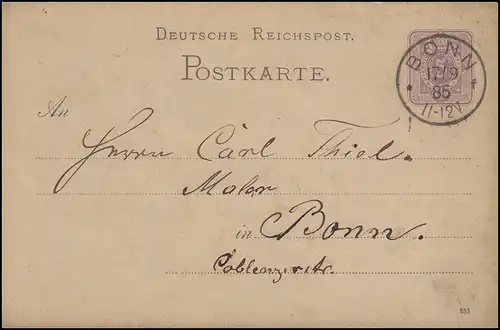 DEUTSCHE REICHSPOST.
POSTKARTE.
BONN
17/9
85
11-12V
* f
An
Herrn Carl Thiel.
Maler
in Bonn.
Coblenzerstr.